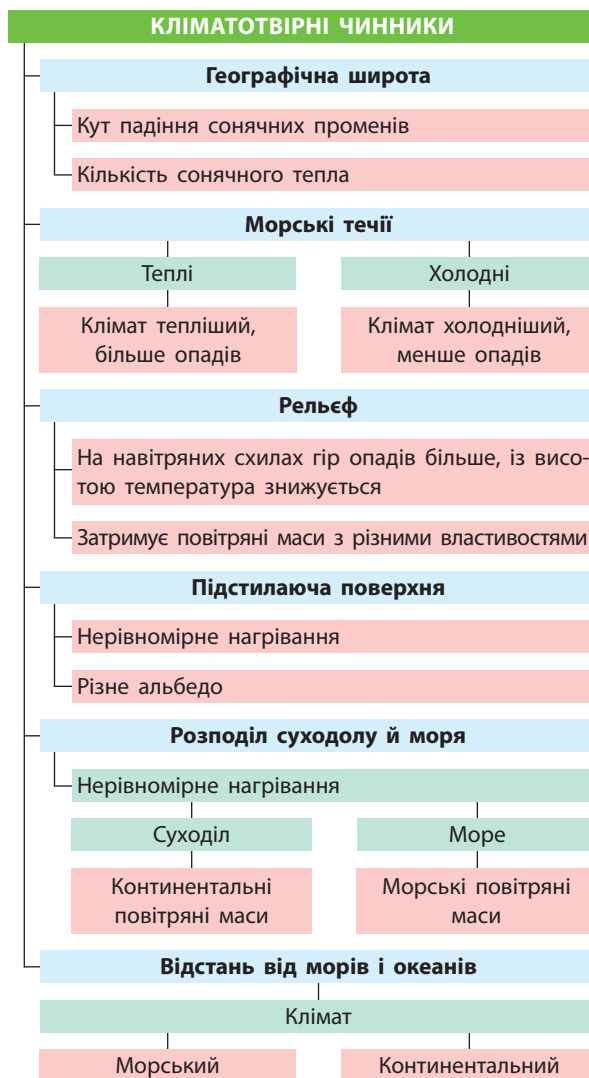 КЛІМАТОТВІРНІ ЧИННИКИ
Географічна широта
Кут падіння сонячних променів
Кількість сонячного тепла
Морські течії
Теплі
Холодні
Клімат тепліший,
більше опадів
Клімат холодніший,
менше опадів
Рельєф
На навітряних схилах гір опадів більше, із висо-
тою температура знижується
Затримує повітряні маси з різними властивостями
Підстилаюча поверхня
Нерівномірне нагрівання
Різне альбедо
Розподіл суходолу й моря
Нерівномірне нагрівання
Суходіл
Море
Континентальні
повітряні маси
Морські повітряні
маси
Відстань від морів і океанів
Клімат
Морський
Континентальний